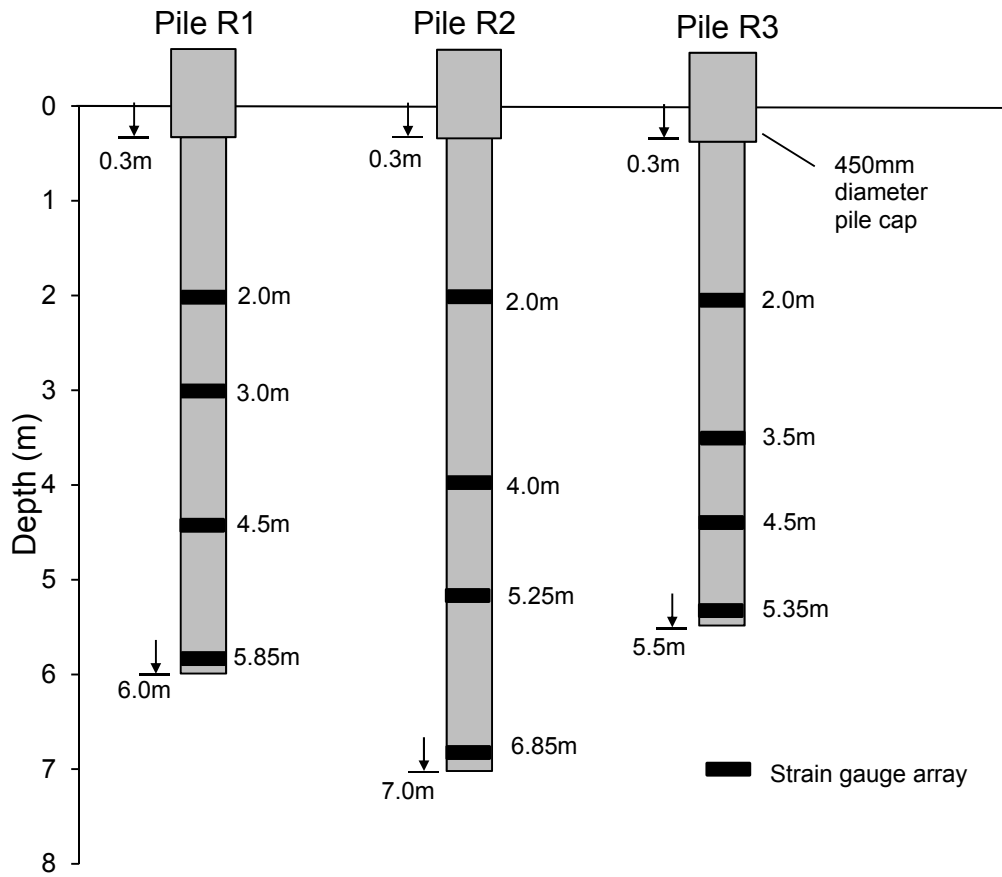 Pile R1
Pile R2
Pile R3
0
0.3m
0.3m
0.3m
450mm
diameter
pile cap
1
2
2.0m
2.0m
2.0m
3
3.0m
3.5m
4
4.0m
4.5m
4.5m
5
5.25m
5.35m
5.5m
5.85m
6
6.0m
6.85m
7
7.0m
Strain gauge array
8
Depth (m)